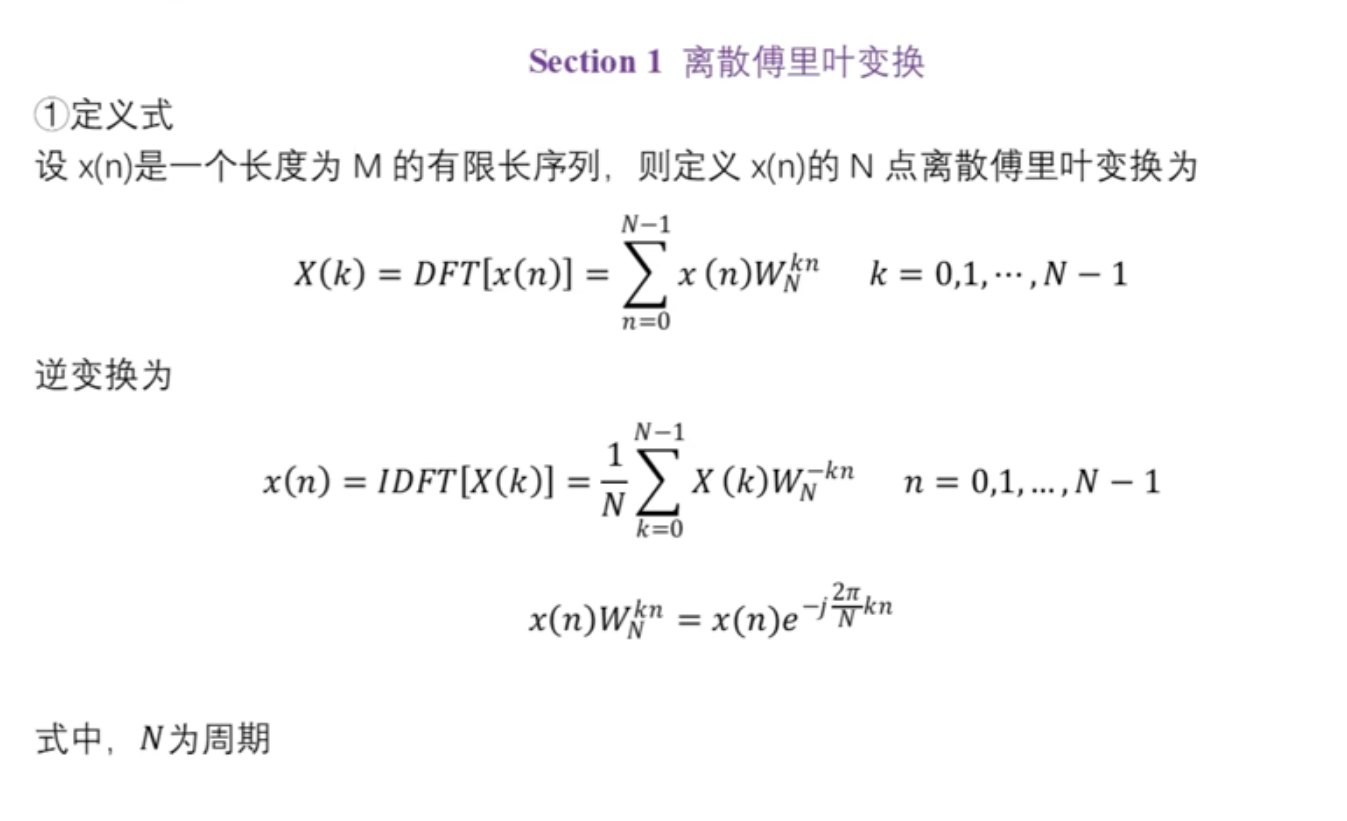 Section 1 离散傅里叶变换
①定义式
设 x(n)是一个长度为 M 的有限长序列，则定义 x(n)的 N 点离散傅里叶变换为
$X(k) = DFT[x(n)] = \sum_{n=0}^{N-1} x(n)W_N^{kn} \quad k = 0,1,\cdots,N-1$
逆变换为
$x(n) = IDFT[X(k)] = \frac{1}{N}\sum_{k=0}^{N-1} X(k)W_N^{-kn} \quad n = 0,1,\ldots,N-1$
$x(n)W_N^{kn} = x(n)e^{-j\frac{2\pi}{N}kn}$
式中，N为周期